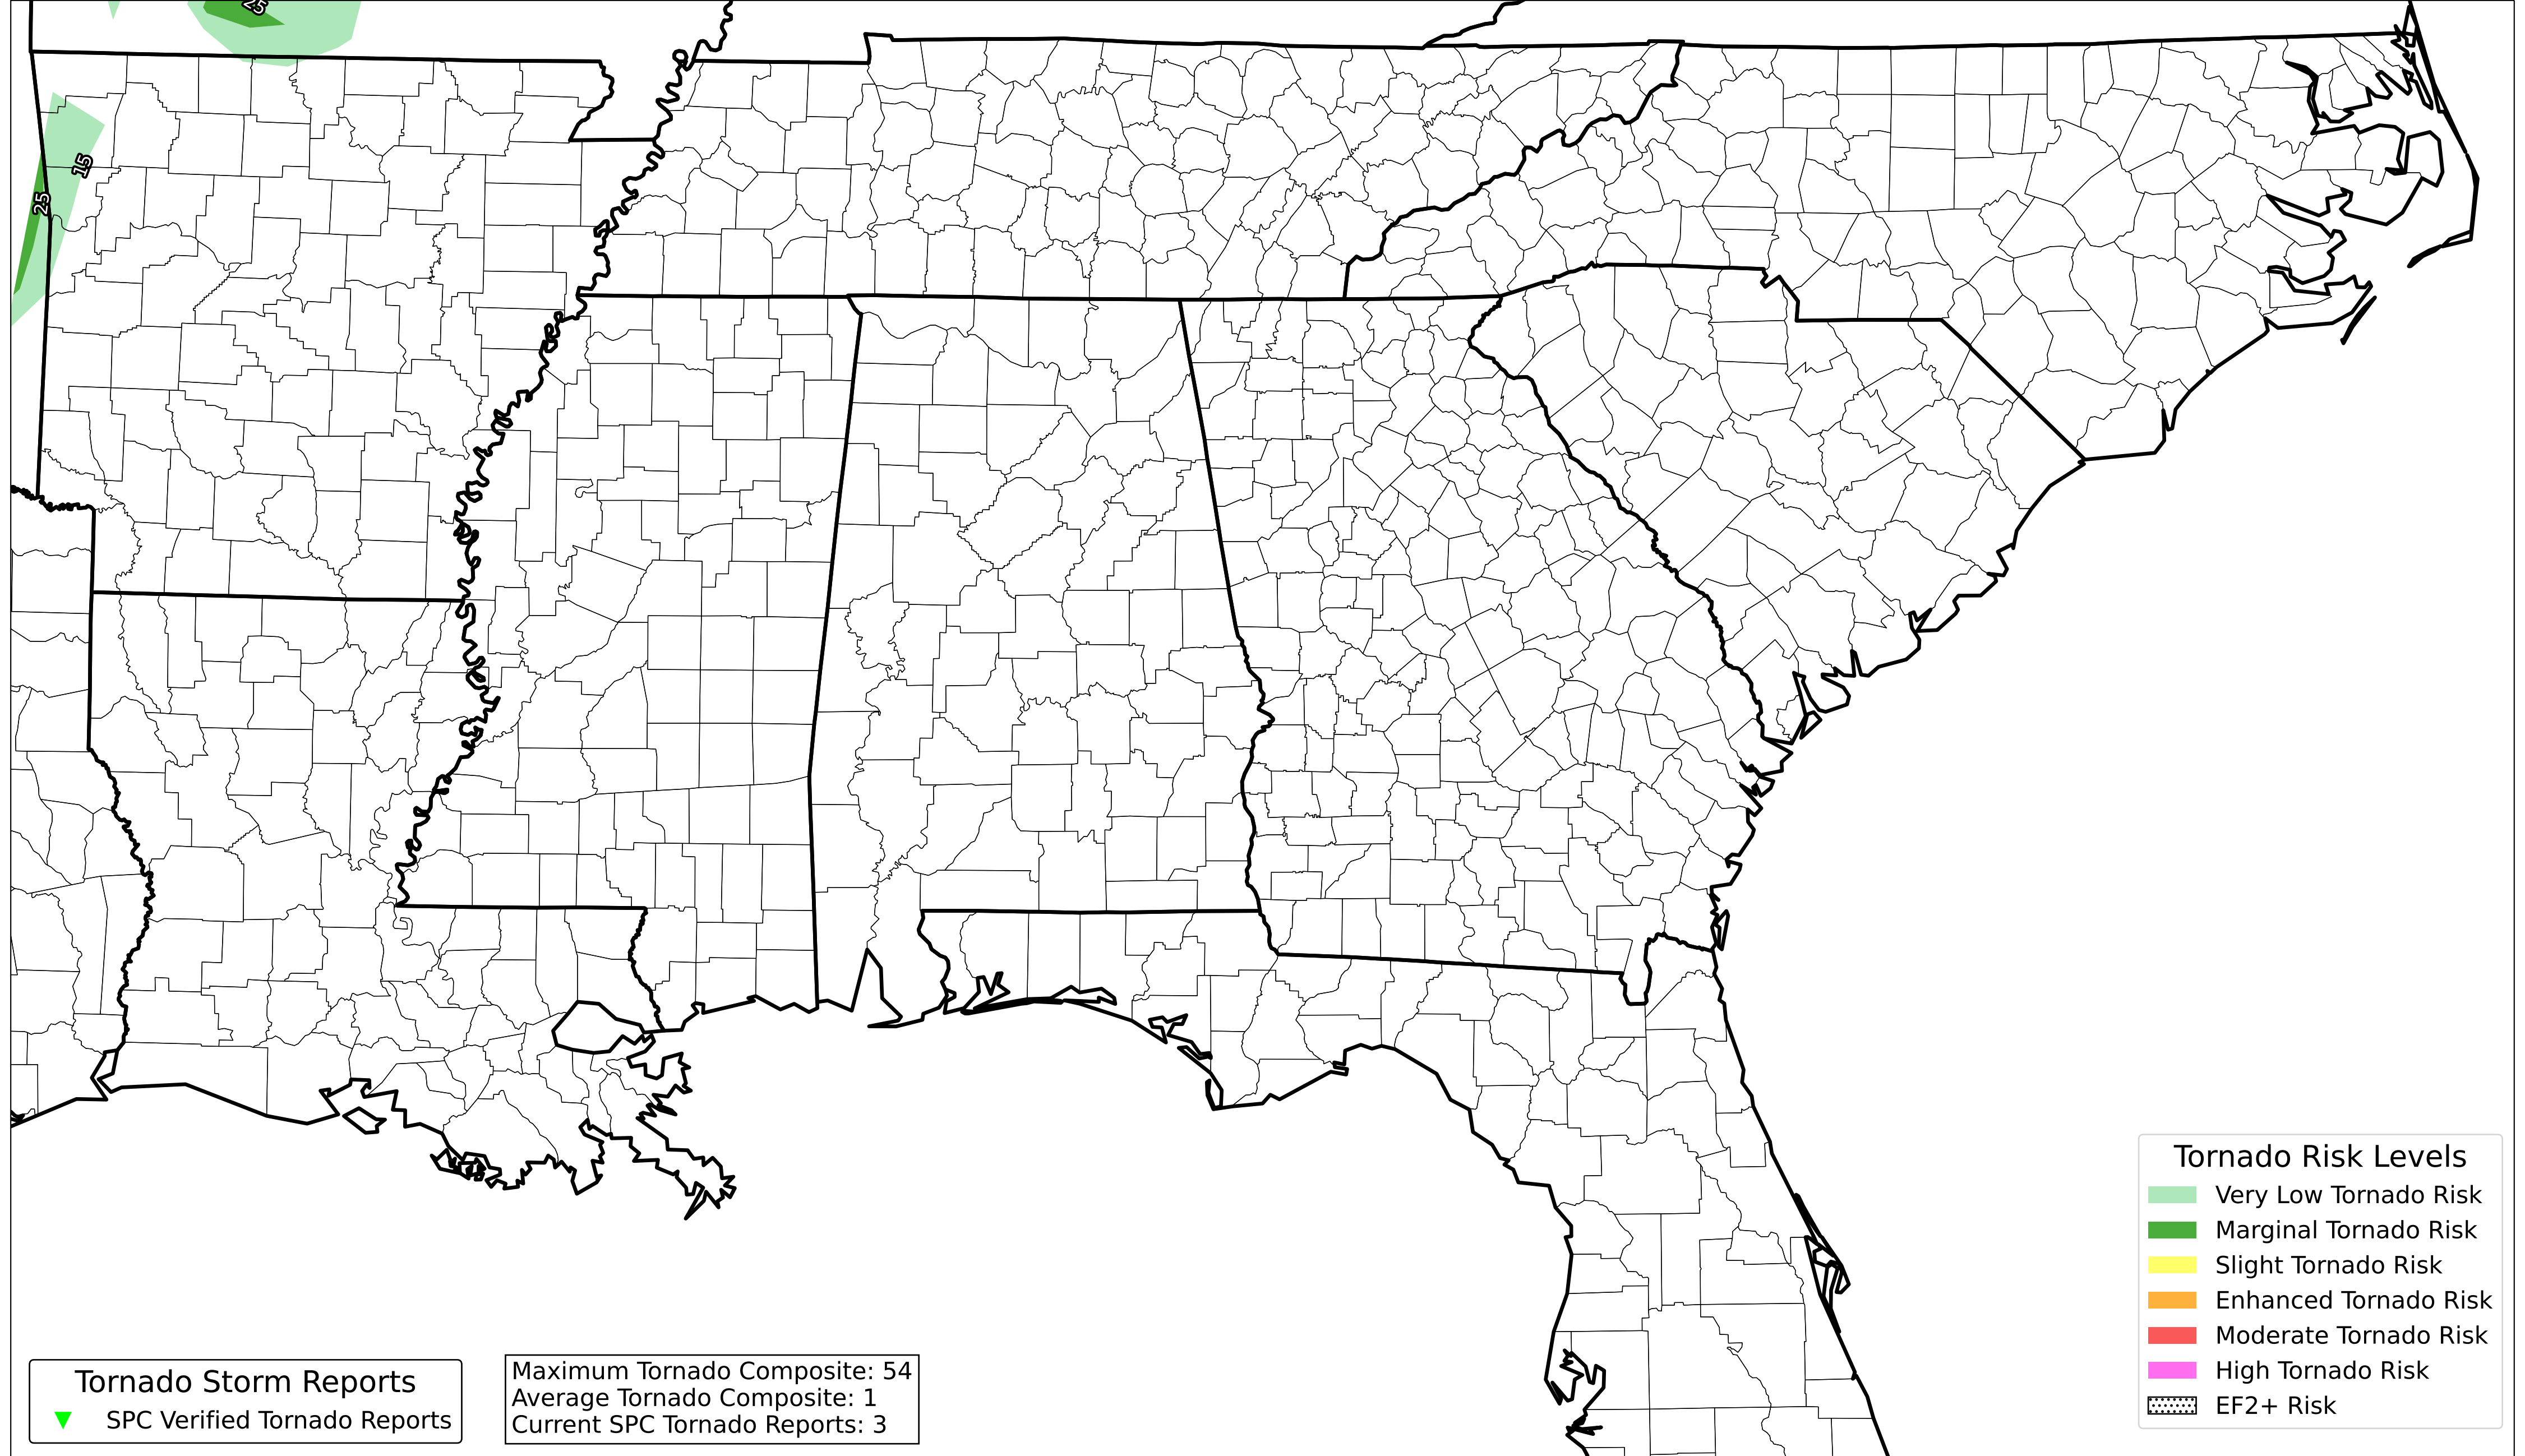 25
15
25
Tornado Storm Reports
SPC Verified Tornado Reports
Maximum Tornado Composite: 54
Average Tornado Composite: 1
Current SPC Tornado Reports: 3
Tornado Risk Levels
Very Low Tornado Risk
Marginal Tornado Risk
Slight Tornado Risk
Enhanced Tornado Risk
Moderate Tornado Risk
High Tornado Risk
EF2+ Risk